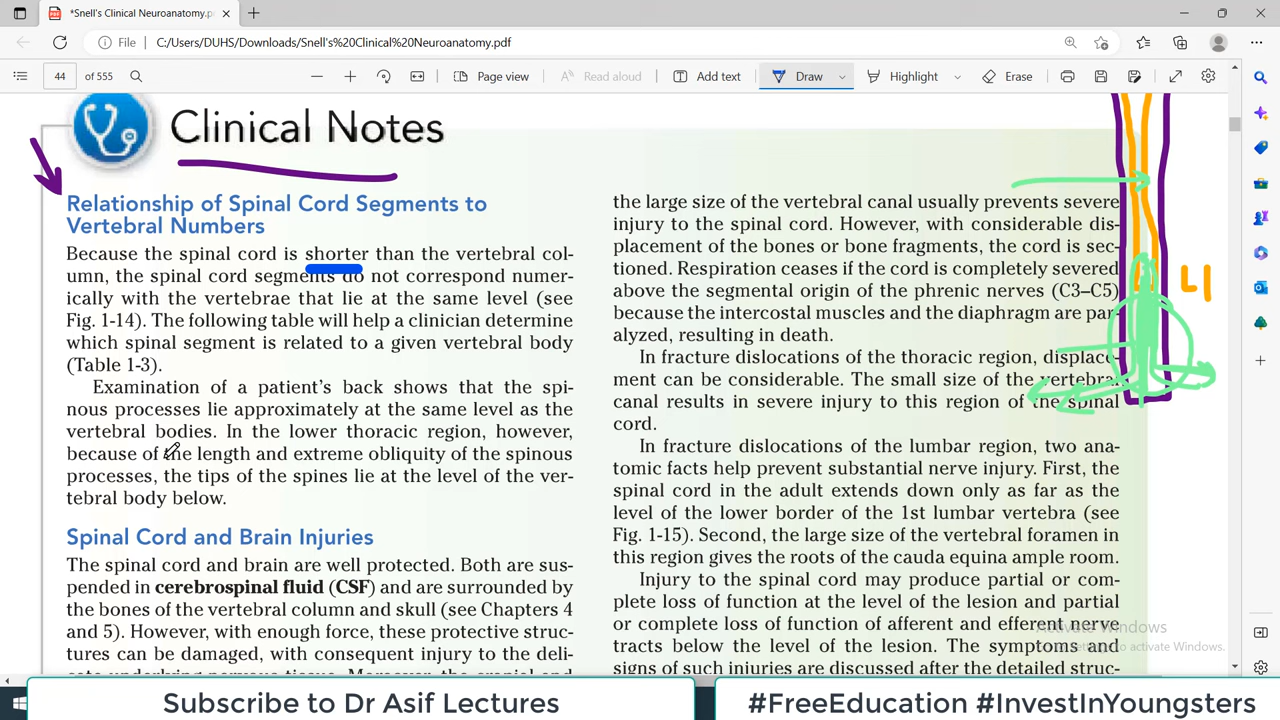 *Snell's Clinical Neuroanatomy.p
File
C:/Users/DUHS/Downloads/Snell's%20Clinical%20Neuroanatomy.pdf
44 of 555
Page view
Read aloud
Add text
Draw
Highlight
Erase
Clinical Notes
Relationship of Spinal Cord Segments to
Vertebral Numbers
Because the spinal cord is shorter than the vertebral col-
umn, the spinal cord segments do not correspond numer-
ically with the vertebrae that lie at the same level (see
Fig. 1-14). The following table will help a clinician determine
which spinal segment is related to a given vertebral body
(Table 1-3).
Examination of a patient's back shows that the spi-
nous processes lie approximately at the same level as the
vertebral bodies. In the lower thoracic region, however,
because of the length and extreme obliquity of the spinous
processes, the tips of the spines lie at the level of the ver-
tebral body below.
Spinal Cord and Brain Injuries
The spinal cord and brain are well protected. Both are sus-
pended in cerebrospinal fluid (CSF) and are surrounded by
the bones of the vertebral column and skull (see Chapters 4
and 5). However, with enough force, these protective struc-
tures can be damaged, with consequent injury to the deli-
the large size of the vertebral canal usually prevents severe
injury to the spinal cord. However, with considerable dis-
placement of the bones or bone fragments, the cord is sec-
tioned. Respiration ceases if the cord is completely severed
above the segmental origin of the phrenic nerves (C3–C5)
because the intercostal muscles and the diaphragm are par-
alyzed, resulting in death.
In fracture dislocations of the thoracic region, displace-
ment can be considerable. The small size of the vertebral
canal results in severe injury to this region of the spinal
cord.
In fracture dislocations of the lumbar region, two ana-
tomic facts help prevent substantial nerve injury. First, the
spinal cord in the adult extends down only as far as the
level of the lower border of the 1st lumbar vertebra (see
Fig. 1-15). Second, the large size of the vertebral foramen in
this region gives the roots of the cauda equina ample room.
Injury to the spinal cord may produce partial or com-
plete loss of function at the level of the lesion and partial
or complete loss of function of afferent and efferent nerve
tracts below the level of the lesion. The symptoms and
signs of such injuries are discussed after the detailed struc-
L1
Activate Windows
to activate Windows.
Subscribe to Dr Asif Lectures
#FreeEducation #InvestInYoungsters